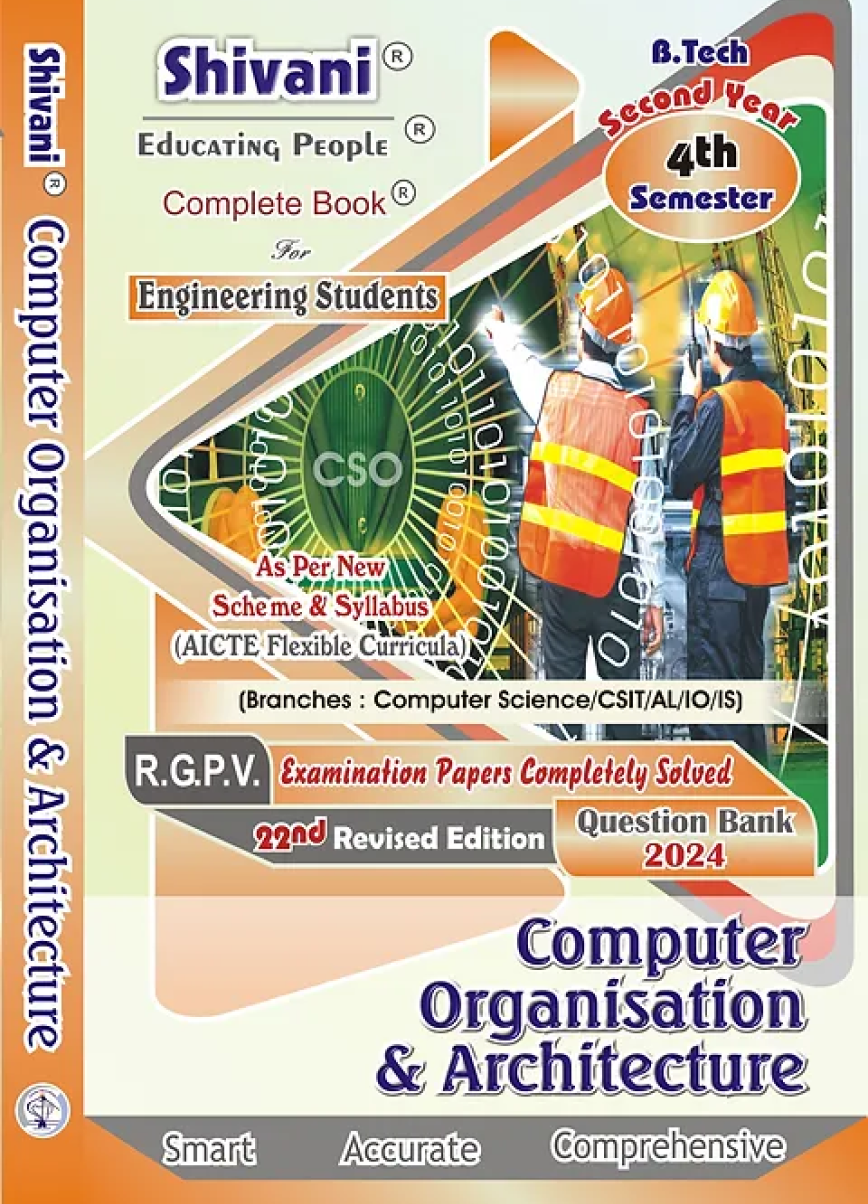 Shivani ® Computer Organisation & Architecture
Shivani ®
Educating People ®
Complete Book ®
For
Engineering Students
B.Tech
Second Year
4th
Semester
CSO
As Per New
Scheme & Syllabus
(AICTE Flexible Curricula)
(Branches : Computer Science/CSIT/AL/IO/IS)
R.G.P.V. Examination Papers Completely Solved
22nd Revised Edition
Question Bank
2024
Computer
Organisation
& Architecture
Smart Accurate Comprehensive